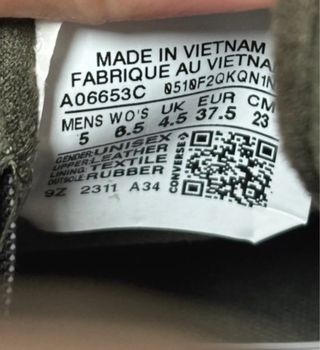 MADE IN VIETNAM
FABRIQUE AU VIETNA
A06653C 0510F2QKQN1N
MENS WO'S UK EUR CM
5 6.5 4.5 37.5 23
GENDER: UNISEX
UPPER: LEATHER
LINING: TEXTILE
OUTSOLE: RUBBER
9Z 2311 A34
CONVERSE